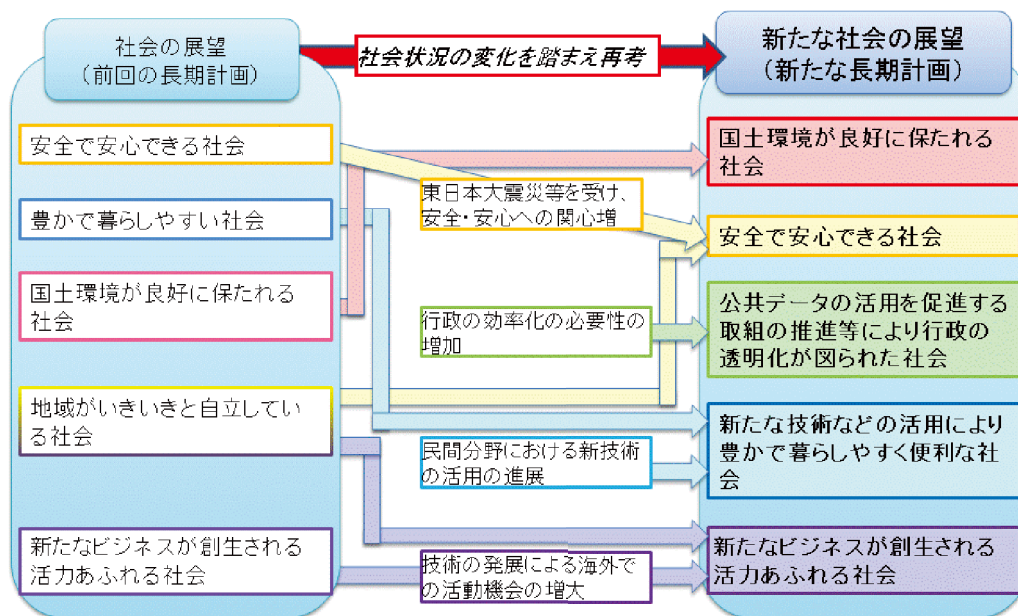 社会の展望
（前回の長期計画）
社会状況の変化を踏まえ再考
新たな社会の展望
（新たな長期計画）
安全で安心できる社会
豊かで暮らしやすい社会
国土環境が良好に保たれる
社会
地域がいきいきと自立してい
る社会
新たなビジネスが創生される
活力あふれる社会
東日本大震災等を受け、
安全・安心への関心増
行政の効率化の必要性の
増加
民間分野における新技術
の活用の進展
技術の発展による海外で
の活動機会の増大
国土環境が良好に保たれる
社会
安全で安心できる社会
公共データの活用を促進する
取組の推進等により行政の
透明化が図られた社会
新たな技術などの活用により
豊かで暮らしやすく便利な社
会
新たなビジネスが創生される
活力あふれる社会